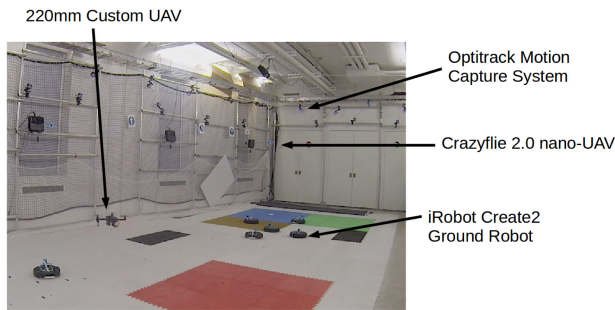 220mm Custom UAV
Optitrack Motion
Capture System
Crazyflie 2.0 nano-UAV
iRobot Create2
Ground Robot